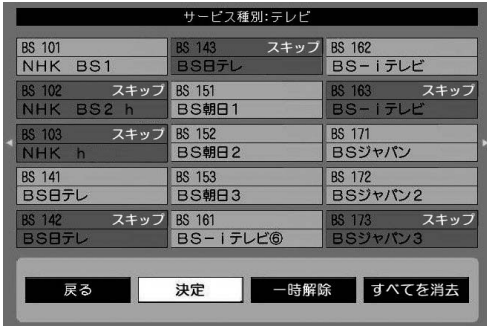 サービス種別:テレビ
BS 101
NHK BS1
BS 102 スキップ
NHK BS2 h
BS 103 スキップ
NHK h
BS 141
BS日テレ
BS 142 スキップ
BS日テレ
BS 143 スキップ
BS日テレ
BS 151
BS朝日1
BS 152
BS朝日2
BS 153
BS朝日3
BS 161
BS-iテレビ⑥
BS 162
BS-iテレビ
BS 163 スキップ
BS-iテレビ
BS 171
BSジャパン
BS 172
BSジャパン2
BS 173 スキップ
BSジャパン3
戻る 決定 一時解除 すべてを消去